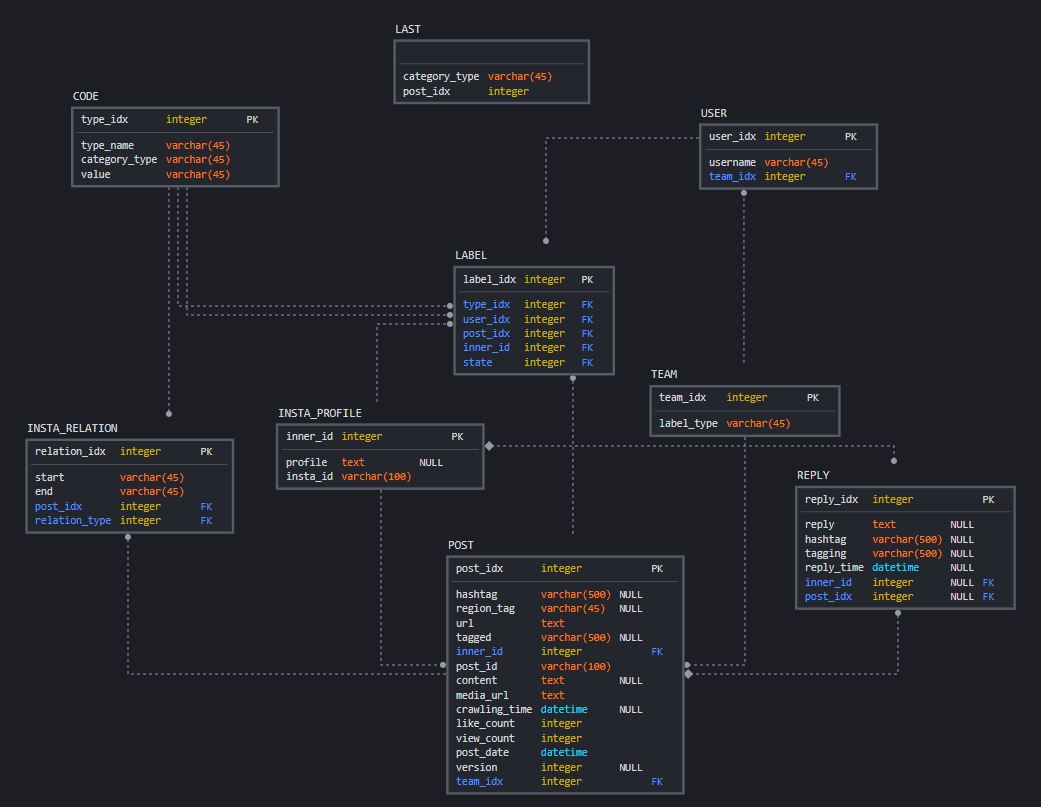 LAST
category_type varchar(45)
post_idx integer
CODE
type_idx integer PK
type_name varchar(45)
category_type varchar(45)
value varchar(45)
USER
user_idx integer PK
username varchar(45)
team_idx integer FK
LABEL
label_idx integer PK
type_idx integer FK
user_idx integer FK
post_idx integer FK
inner_id integer FK
state integer FK
TEAM
team_idx integer PK
label_type varchar(45)
INSTA_PROFILE
inner_id integer PK
profile text NULL
insta_id varchar(100)
INSTA_RELATION
relation_idx integer PK
start varchar(45)
end varchar(45)
post_idx integer FK
relation_type integer FK
REPLY
reply_idx integer PK
reply text NULL
hashtag varchar(500) NULL
tagging varchar(500) NULL
reply_time datetime NULL
inner_id integer NULL FK
post_idx integer NULL FK
POST
post_idx integer PK
hashtag varchar(500) NULL
region_tag varchar(45) NULL
url text
tagged varchar(500) NULL
inner_id integer FK
post_id varchar(100)
content text NULL
media_url text
crawling_time datetime NULL
like_count integer
view_count integer
post_date datetime
version integer NULL
team_idx integer FK